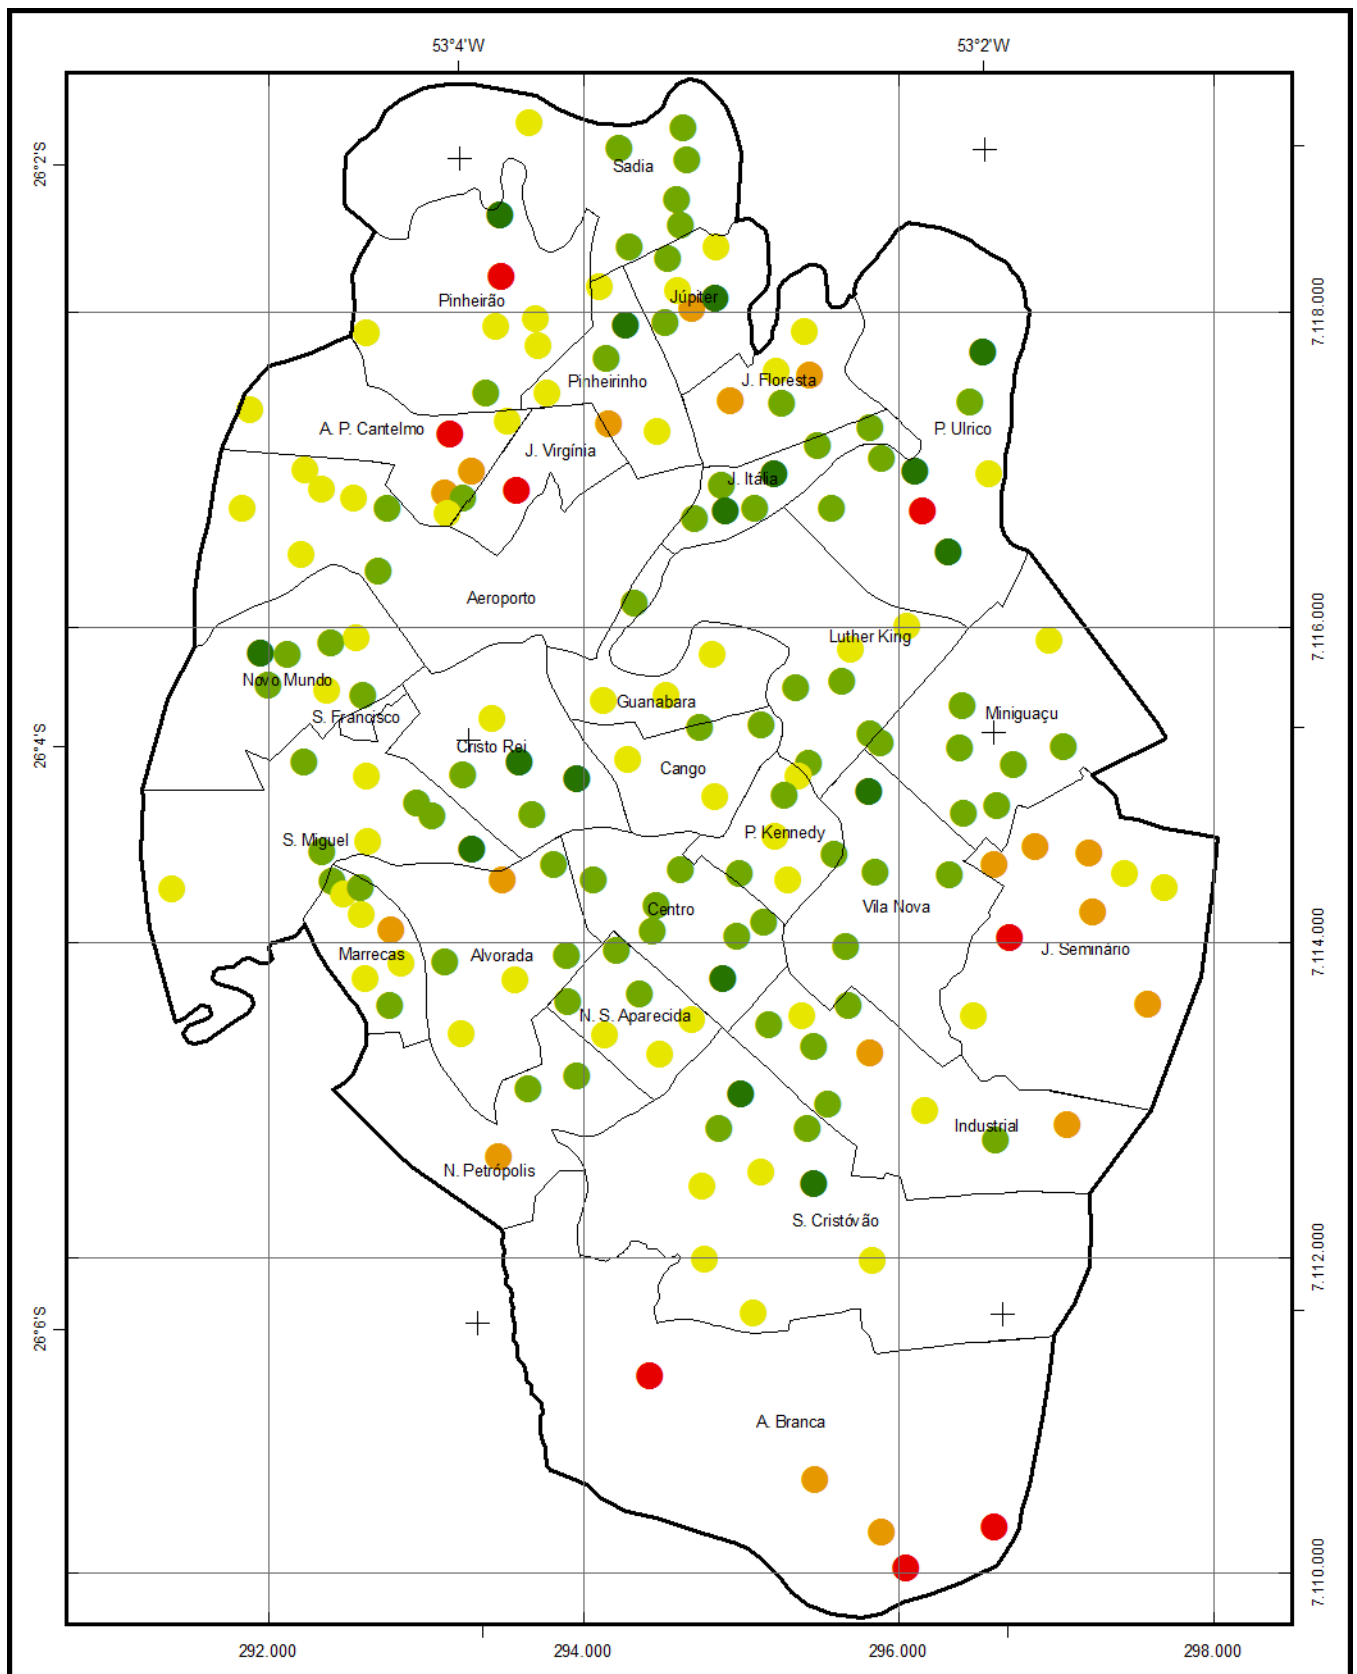 53°4'W
53°2'W
26°2'S
Sadia
Pinheirão
Júpiter
7.118.000
Pinheirinho
J. Floresta
A. P. Cantelmo
P. Ulrico
J. Virgínia
J. Itália
Aeroporto
Luther King
7.116.000
Novo Mundo
Guanabara
S. Francisco
Miniguaçu
26°4'S
Cristo Rei
Cango
P. Kennedy
S. Miguel
Centro
Vila Nova
Marrecas
Alvorada
J. Seminário
7.114.000
N. S. Aparecida
Industrial
N. Petrópolis
S. Cristóvão
7.112.000
26°6'S
A. Branca
7.110.000
292.000
294.000
296.000
298.000